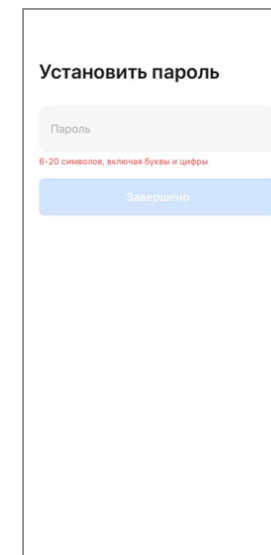 Установить пароль
Пароль
6-20 символов, включая буквы и цифры
Завершено